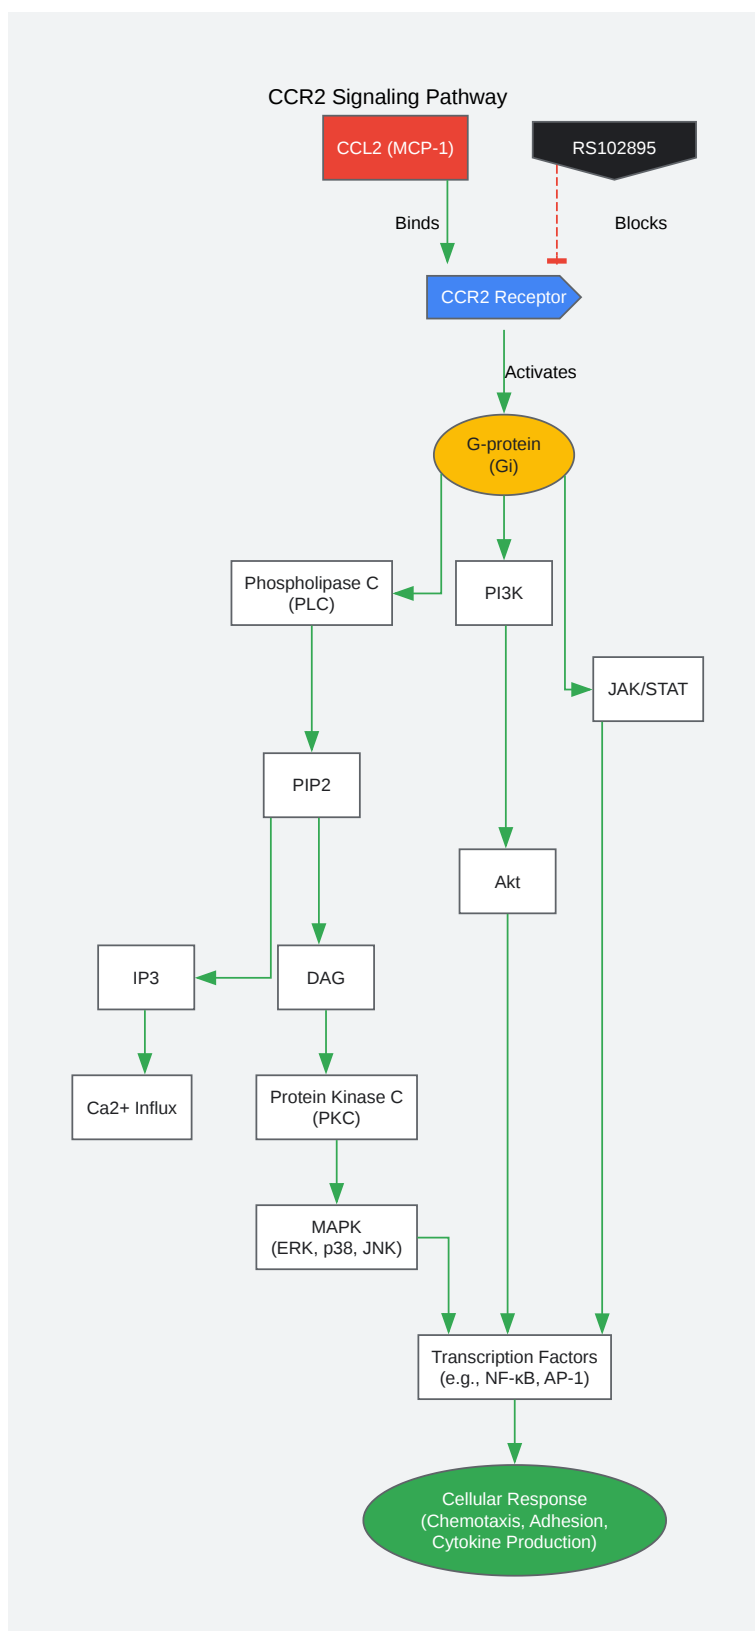 CCR2 Signaling Pathway
CCL2 (MCP-1)
RS102895
Binds
Blocks
CCR2 Receptor
Activates
G-protein
(Gi)
Phospholipase C
(PLC)
PI3K
JAK/STAT
PIP2
Akt
IP3
DAG
Ca2+ Influx
Protein Kinase C
(PKC)
MAPK
(ERK, p38, JNK)
Transcription Factors
(e.g., NF-κB, AP-1)
Cellular Response
(Chemotaxis, Adhesion,
Cytokine Production)